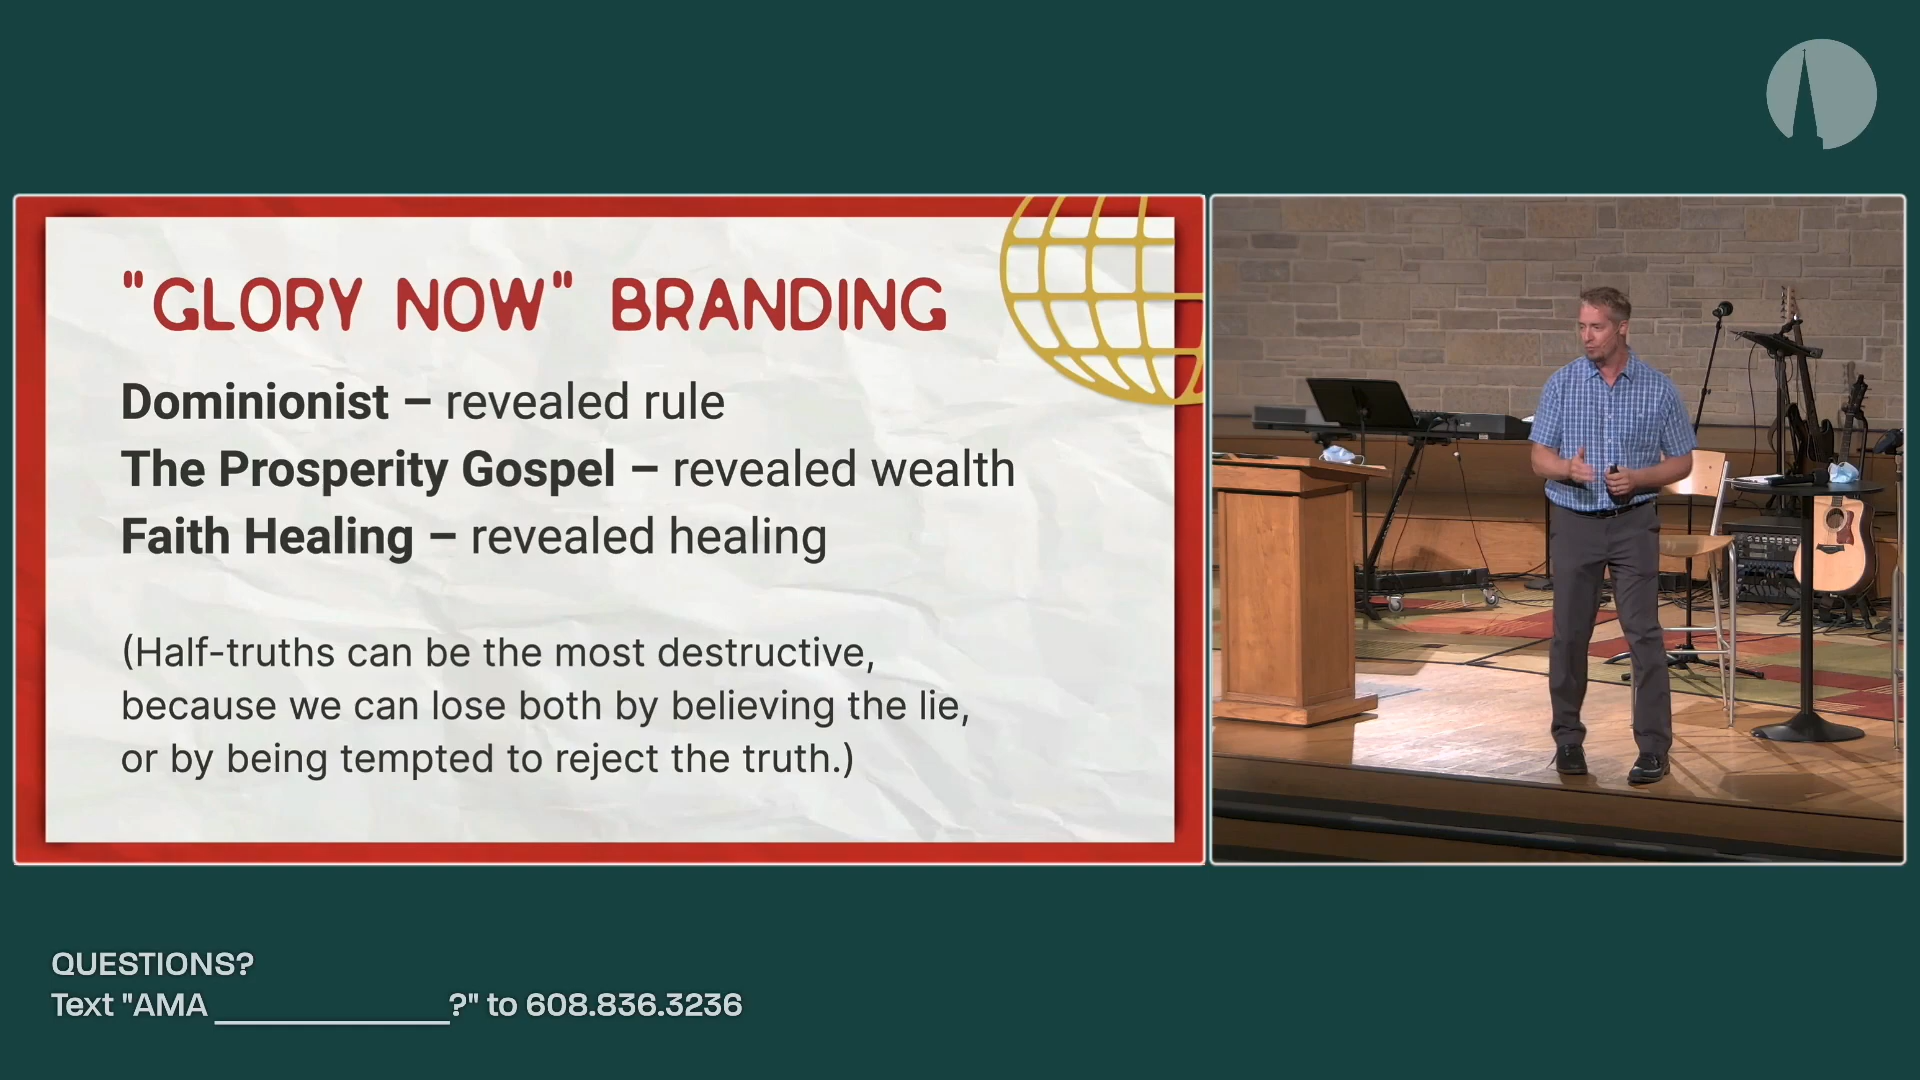 "GLORY NOW" BRANDING
Dominionist – revealed rule
The Prosperity Gospel – revealed wealth
Faith Healing – revealed healing
(Half-truths can be the most destructive,
because we can lose both by believing the lie,
or by being tempted to reject the truth.)
QUESTIONS?
Text "AMA ______________?" to 608.836.3236